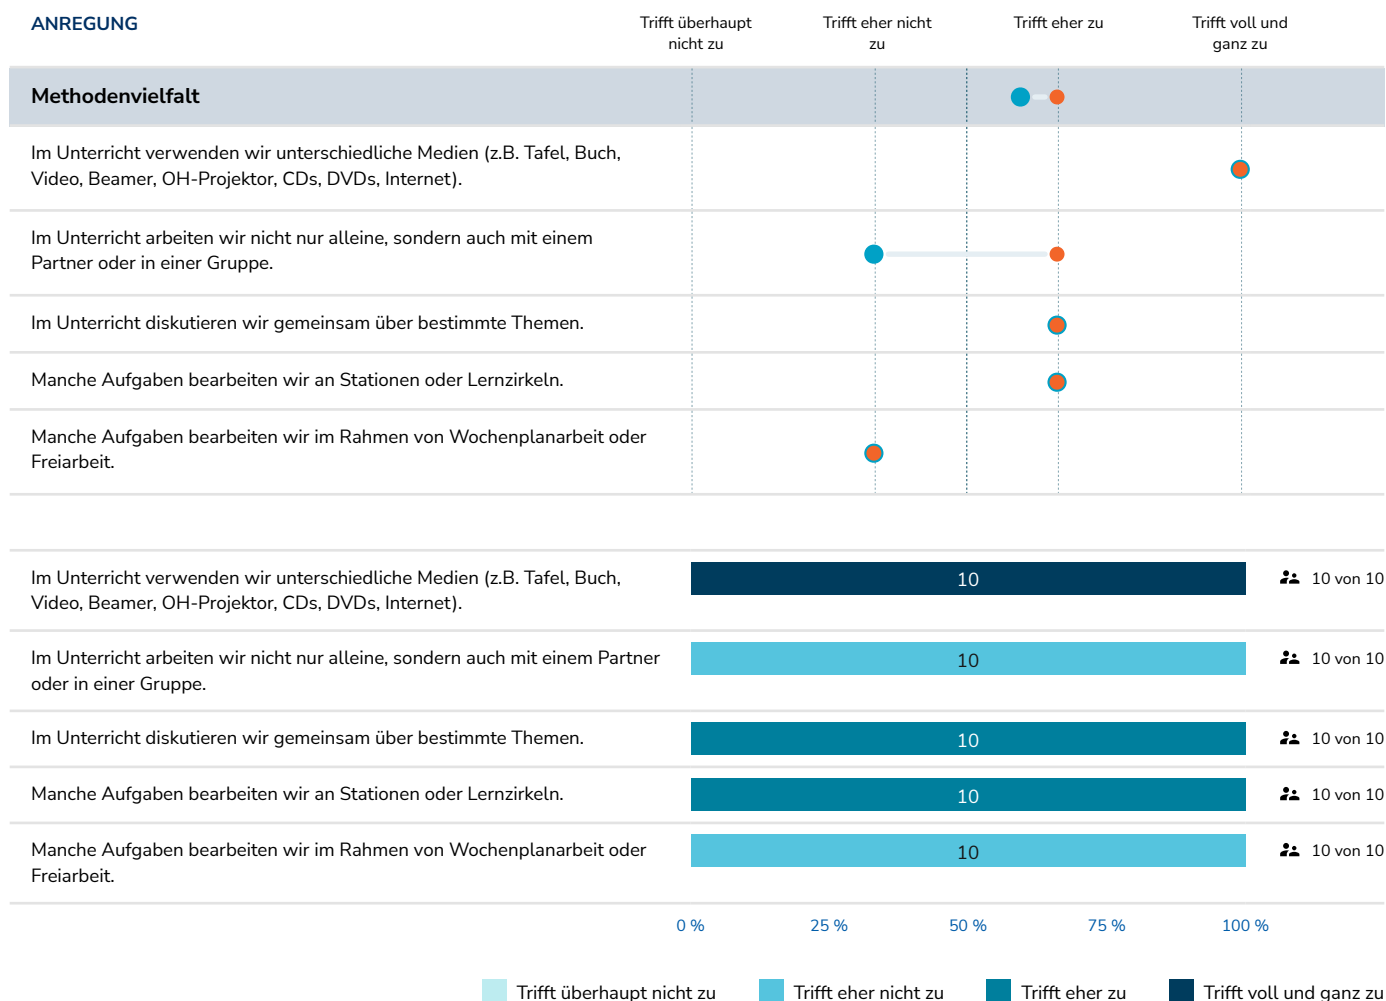 ANREGUNG
Trifft überhaupt
nicht zu
Trifft eher nicht
zu
Trifft eher zu
Trifft voll und
ganz zu
Methodenvielfalt
Im Unterricht verwenden wir unterschiedliche Medien (z.B. Tafel, Buch,
Video, Beamer, OH-Projektor, CDs, DVDs, Internet).
Im Unterricht arbeiten wir nicht nur alleine, sondern auch mit einem
Partner oder in einer Gruppe.
Im Unterricht diskutieren wir gemeinsam über bestimmte Themen.
Manche Aufgaben bearbeiten wir an Stationen oder Lernzirkeln.
Manche Aufgaben bearbeiten wir im Rahmen von Wochenplanarbeit oder
Freiarbeit.
Im Unterricht verwenden wir unterschiedliche Medien (z.B. Tafel, Buch,
Video, Beamer, OH-Projektor, CDs, DVDs, Internet).
10
10 von 10
Im Unterricht arbeiten wir nicht nur alleine, sondern auch mit einem Partner
oder in einer Gruppe.
10
10 von 10
Im Unterricht diskutieren wir gemeinsam über bestimmte Themen.
10
10 von 10
Manche Aufgaben bearbeiten wir an Stationen oder Lernzirkeln.
10
10 von 10
Manche Aufgaben bearbeiten wir im Rahmen von Wochenplanarbeit oder
Freiarbeit.
10
10 von 10
0 %
25 %
50 %
75 %
100 %
Trifft überhaupt nicht zu
Trifft eher nicht zu
Trifft eher zu
Trifft voll und ganz zu